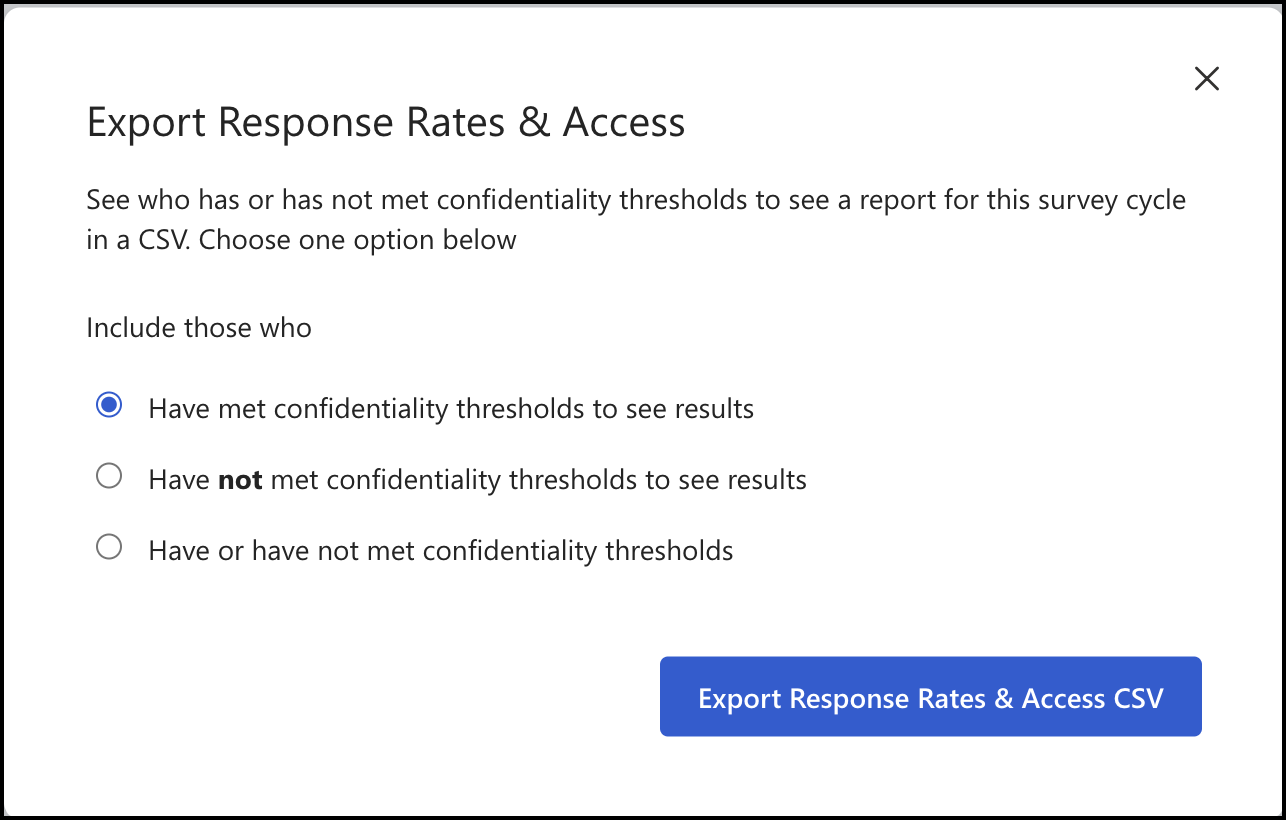 Export Response Rates & Access
See who has or has not met confidentiality thresholds to see a report for this survey cycle
in a CSV. Choose one option below
Include those who
Have met confidentiality thresholds to see results
Have not met confidentiality thresholds to see results
Have or have not met confidentiality thresholds
Export Response Rates & Access CSV